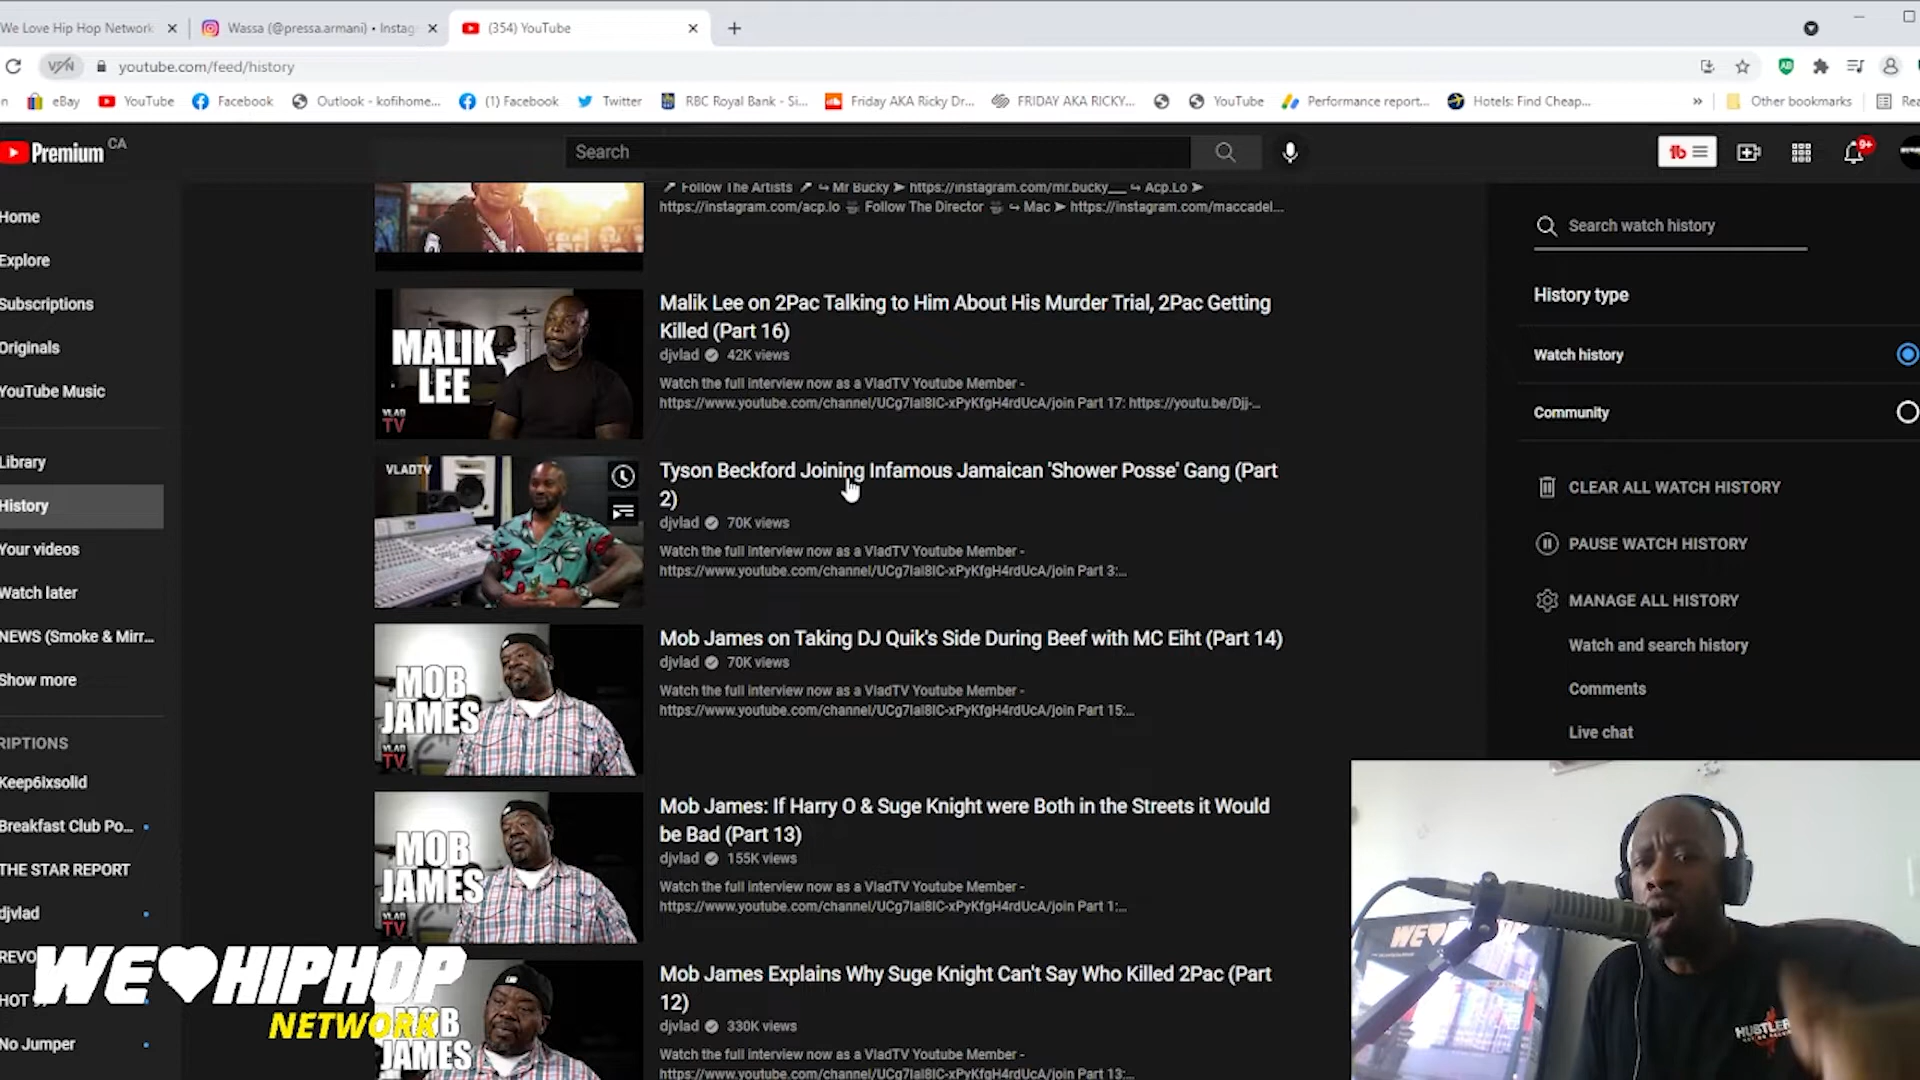 We Love Hip Hop Network
Wassa (@pressa.armani) • Instag
(354) YouTube
VPN
youtube.com/feed/history
eBay
YouTube
Facebook
Outlook - kofihome...
(1) Facebook
Twitter
RBC Royal Bank - Si...
Friday AKA Ricky Dr...
FRIDAY AKA RICKY...
YouTube
Performance report...
Hotels: Find Cheap...
»
Other bookmarks
Rea
Premium CA
Search
9+
Home
Explore
Subscriptions
Originals
YouTube Music
Library
History
Your videos
Watch later
NEWS (Smoke & Mirr...
Show more
RIPTIONS
Keep6ixsolid
Breakfast Club Po...
THE STAR REPORT
djvlad
REVO
HOT 9
No Jumper
↗ Follow The Artists ↗ ↪ Mr Bucky ➤ https://instagram.com/mr.bucky___ ↪ Acp.Lo ➤
https://instagram.com/acp.lo Follow The Director ↪ Mac ➤ https://instagram.com/maccadel...
MALIK
LEE
VLAD
TV
Malik Lee on 2Pac Talking to Him About His Murder Trial, 2Pac Getting
Killed (Part 16)
djvlad 42K views
Watch the full interview now as a VladTV Youtube Member -
https://www.youtube.com/channel/UCg7lal8IC-xPyKfgH4rdUcA/join Part 17: https://youtu.be/Djj-...
VLADTV
Tyson Beckford Joining Infamous Jamaican 'Shower Posse' Gang (Part
2)
djvlad 70K views
Watch the full interview now as a VladTV Youtube Member -
https://www.youtube.com/channel/UCg7lal8IC-xPyKfgH4rdUcA/join Part 3:...
MOB
JAMES
VLAD
TV
Mob James on Taking DJ Quik's Side During Beef with MC Eiht (Part 14)
djvlad 70K views
Watch the full interview now as a VladTV Youtube Member -
https://www.youtube.com/channel/UCg7lal8IC-xPyKfgH4rdUcA/join Part 15:...
MOB
JAMES
VLAD
TV
Mob James: If Harry O & Suge Knight were Both in the Streets it Would
be Bad (Part 13)
djvlad 155K views
Watch the full interview now as a VladTV Youtube Member -
https://www.youtube.com/channel/UCg7lal8IC-xPyKfgH4rdUcA/join Part 1:...
MOB
JAMES
Mob James Explains Why Suge Knight Can't Say Who Killed 2Pac (Part
12)
djvlad 330K views
Watch the full interview now as a VladTV Youtube Member -
https://www.youtube.com/channel/UCg7lal8IC-xPyKfgH4rdUcA/join Part 13:...
Search watch history
History type
Watch history
Community
CLEAR ALL WATCH HISTORY
PAUSE WATCH HISTORY
MANAGE ALL HISTORY
Watch and search history
Comments
Live chat
WE HIPHOP
NETWORK
WE
HUSTLER